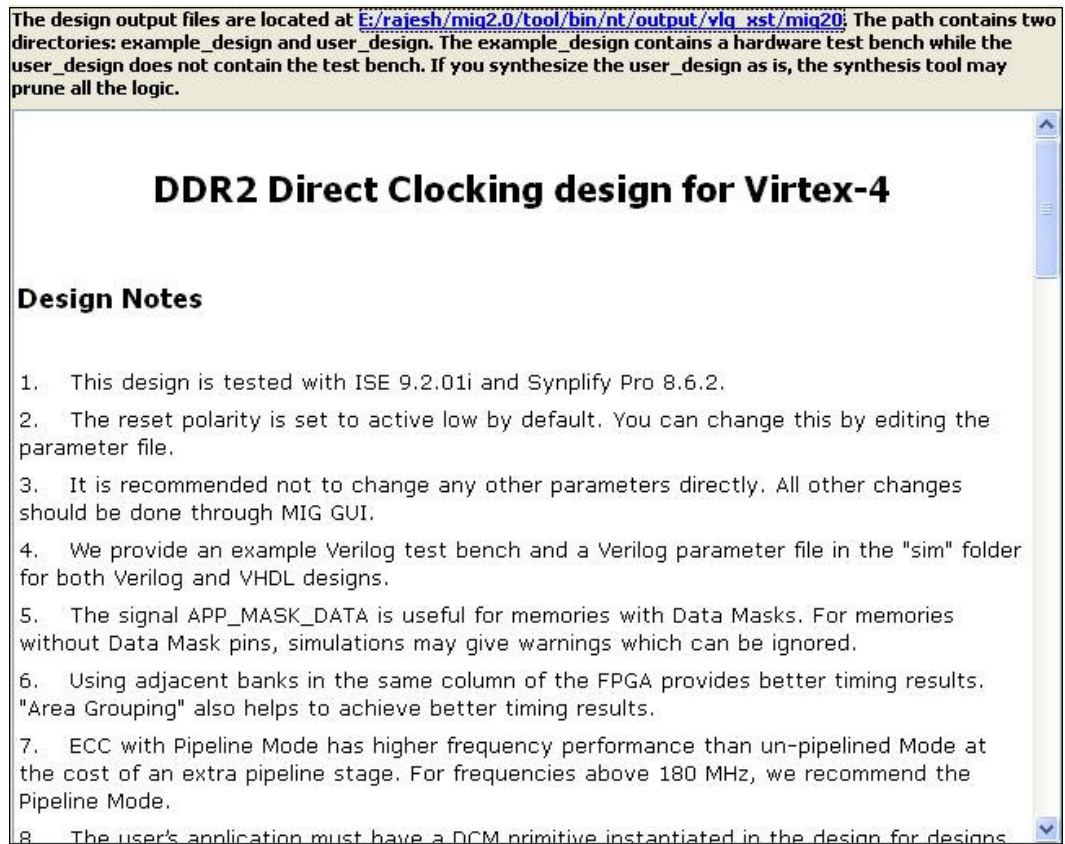 The design output files are located at E:/rajesh/mig2.0/tool/bin/nt/output/vlg_xst/mig20. The path contains two
directories: example_design and user_design. The example_design contains a hardware test bench while the
user_design does not contain the test bench. If you synthesize the user_design as is, the synthesis tool may
prune all the logic.
DDR2 Direct Clocking design for Virtex-4
Design Notes
1. This design is tested with ISE 9.2.01i and Synplify Pro 8.6.2.
2. The reset polarity is set to active low by default. You can change this by editing the
parameter file.
3. It is recommended not to change any other parameters directly. All other changes
should be done through MIG GUI.
4. We provide an example Verilog test bench and a Verilog parameter file in the "sim" folder
for both Verilog and VHDL designs.
5. The signal APP_MASK_DATA is useful for memories with Data Masks. For memories
without Data Mask pins, simulations may give warnings which can be ignored.
6. Using adjacent banks in the same column of the FPGA provides better timing results.
"Area Grouping" also helps to achieve better timing results.
7. ECC with Pipeline Mode has higher frequency performance than un-pipelined Mode at
the cost of an extra pipeline stage. For frequencies above 180 MHz, we recommend the
Pipeline Mode.
8. The user's application must have a DCM primitive instantiated in the design for designs